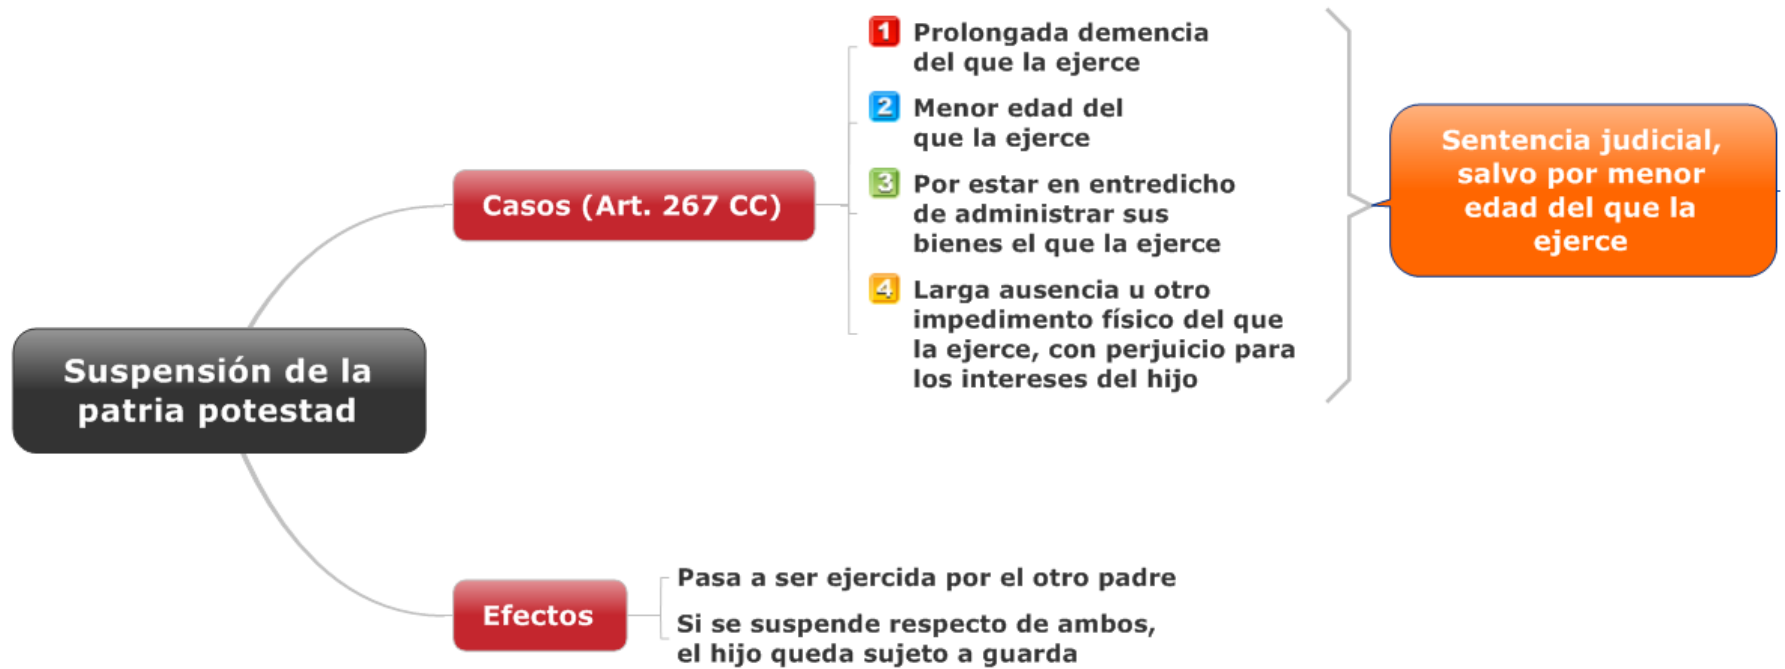 Suspensión de la
patria potestad
Casos (Art. 267 CC)
1 Prolongada demencia
del que la ejerce
2 Menor edad del
que la ejerce
3 Por estar en entredicho
de administrar sus
bienes el que la ejerce
4 Larga ausencia u otro
impedimento físico del que
la ejerce, con perjuicio para
los intereses del hijo
Sentencia judicial,
salvo por menor
edad del que la
ejerce
Efectos
Pasa a ser ejercida por el otro padre
Si se suspende respecto de ambos,
el hijo queda sujeto a guarda